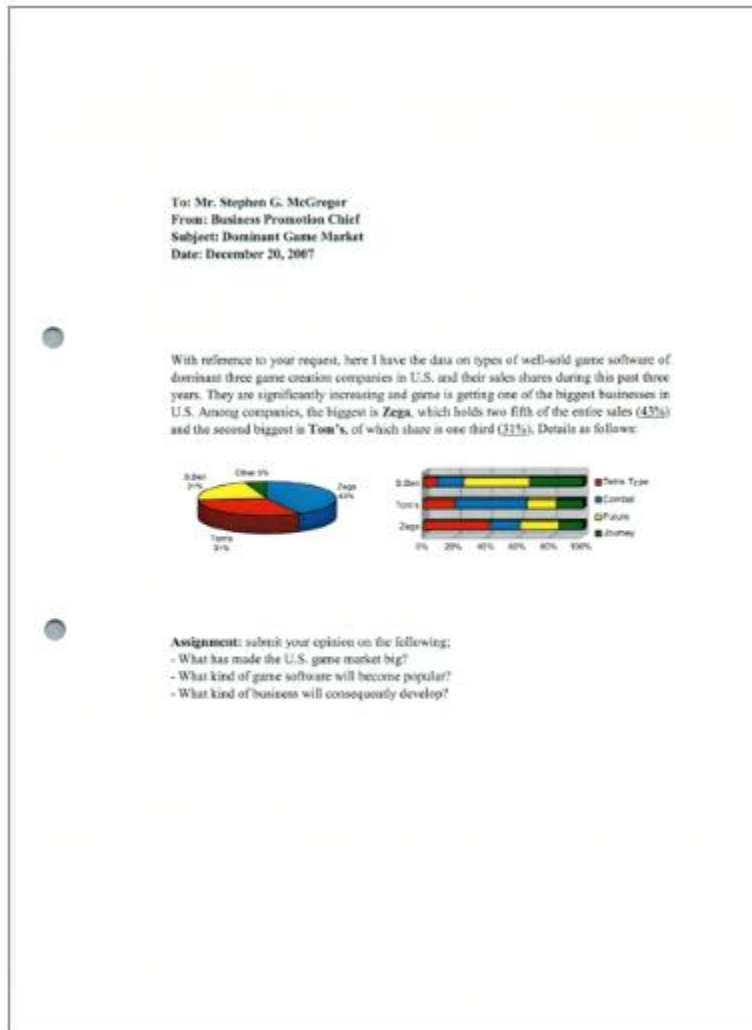 To: Mr. Stephen G. McGregor
From: Business Promotion Chief
Subject: Dominant Game Market
Date: December 20, 2007
With reference to your request, here I have the data on types of well-sold game software of
dominant three game creation companies in U.S. and their sales shares during this past three
years. They are significantly increasing and game is getting one of the biggest businesses in
U.S. Among companies, the biggest is Zega, which holds two fifth of the entire sales (43%)
and the second biggest is Tom's, of which share is one third (31%). Details as follows:
Other 5%
Zega
43%
21%
Tom's
31%
Tetris Type
Combat
Future
Journey
Tom's
Zega
0% 20% 40% 60% 80% 100%
Assignment: submit your opinion on the following;
- What has made the U.S. game market big?
- What kind of game software will become popular?
- What kind of business will consequently develop?